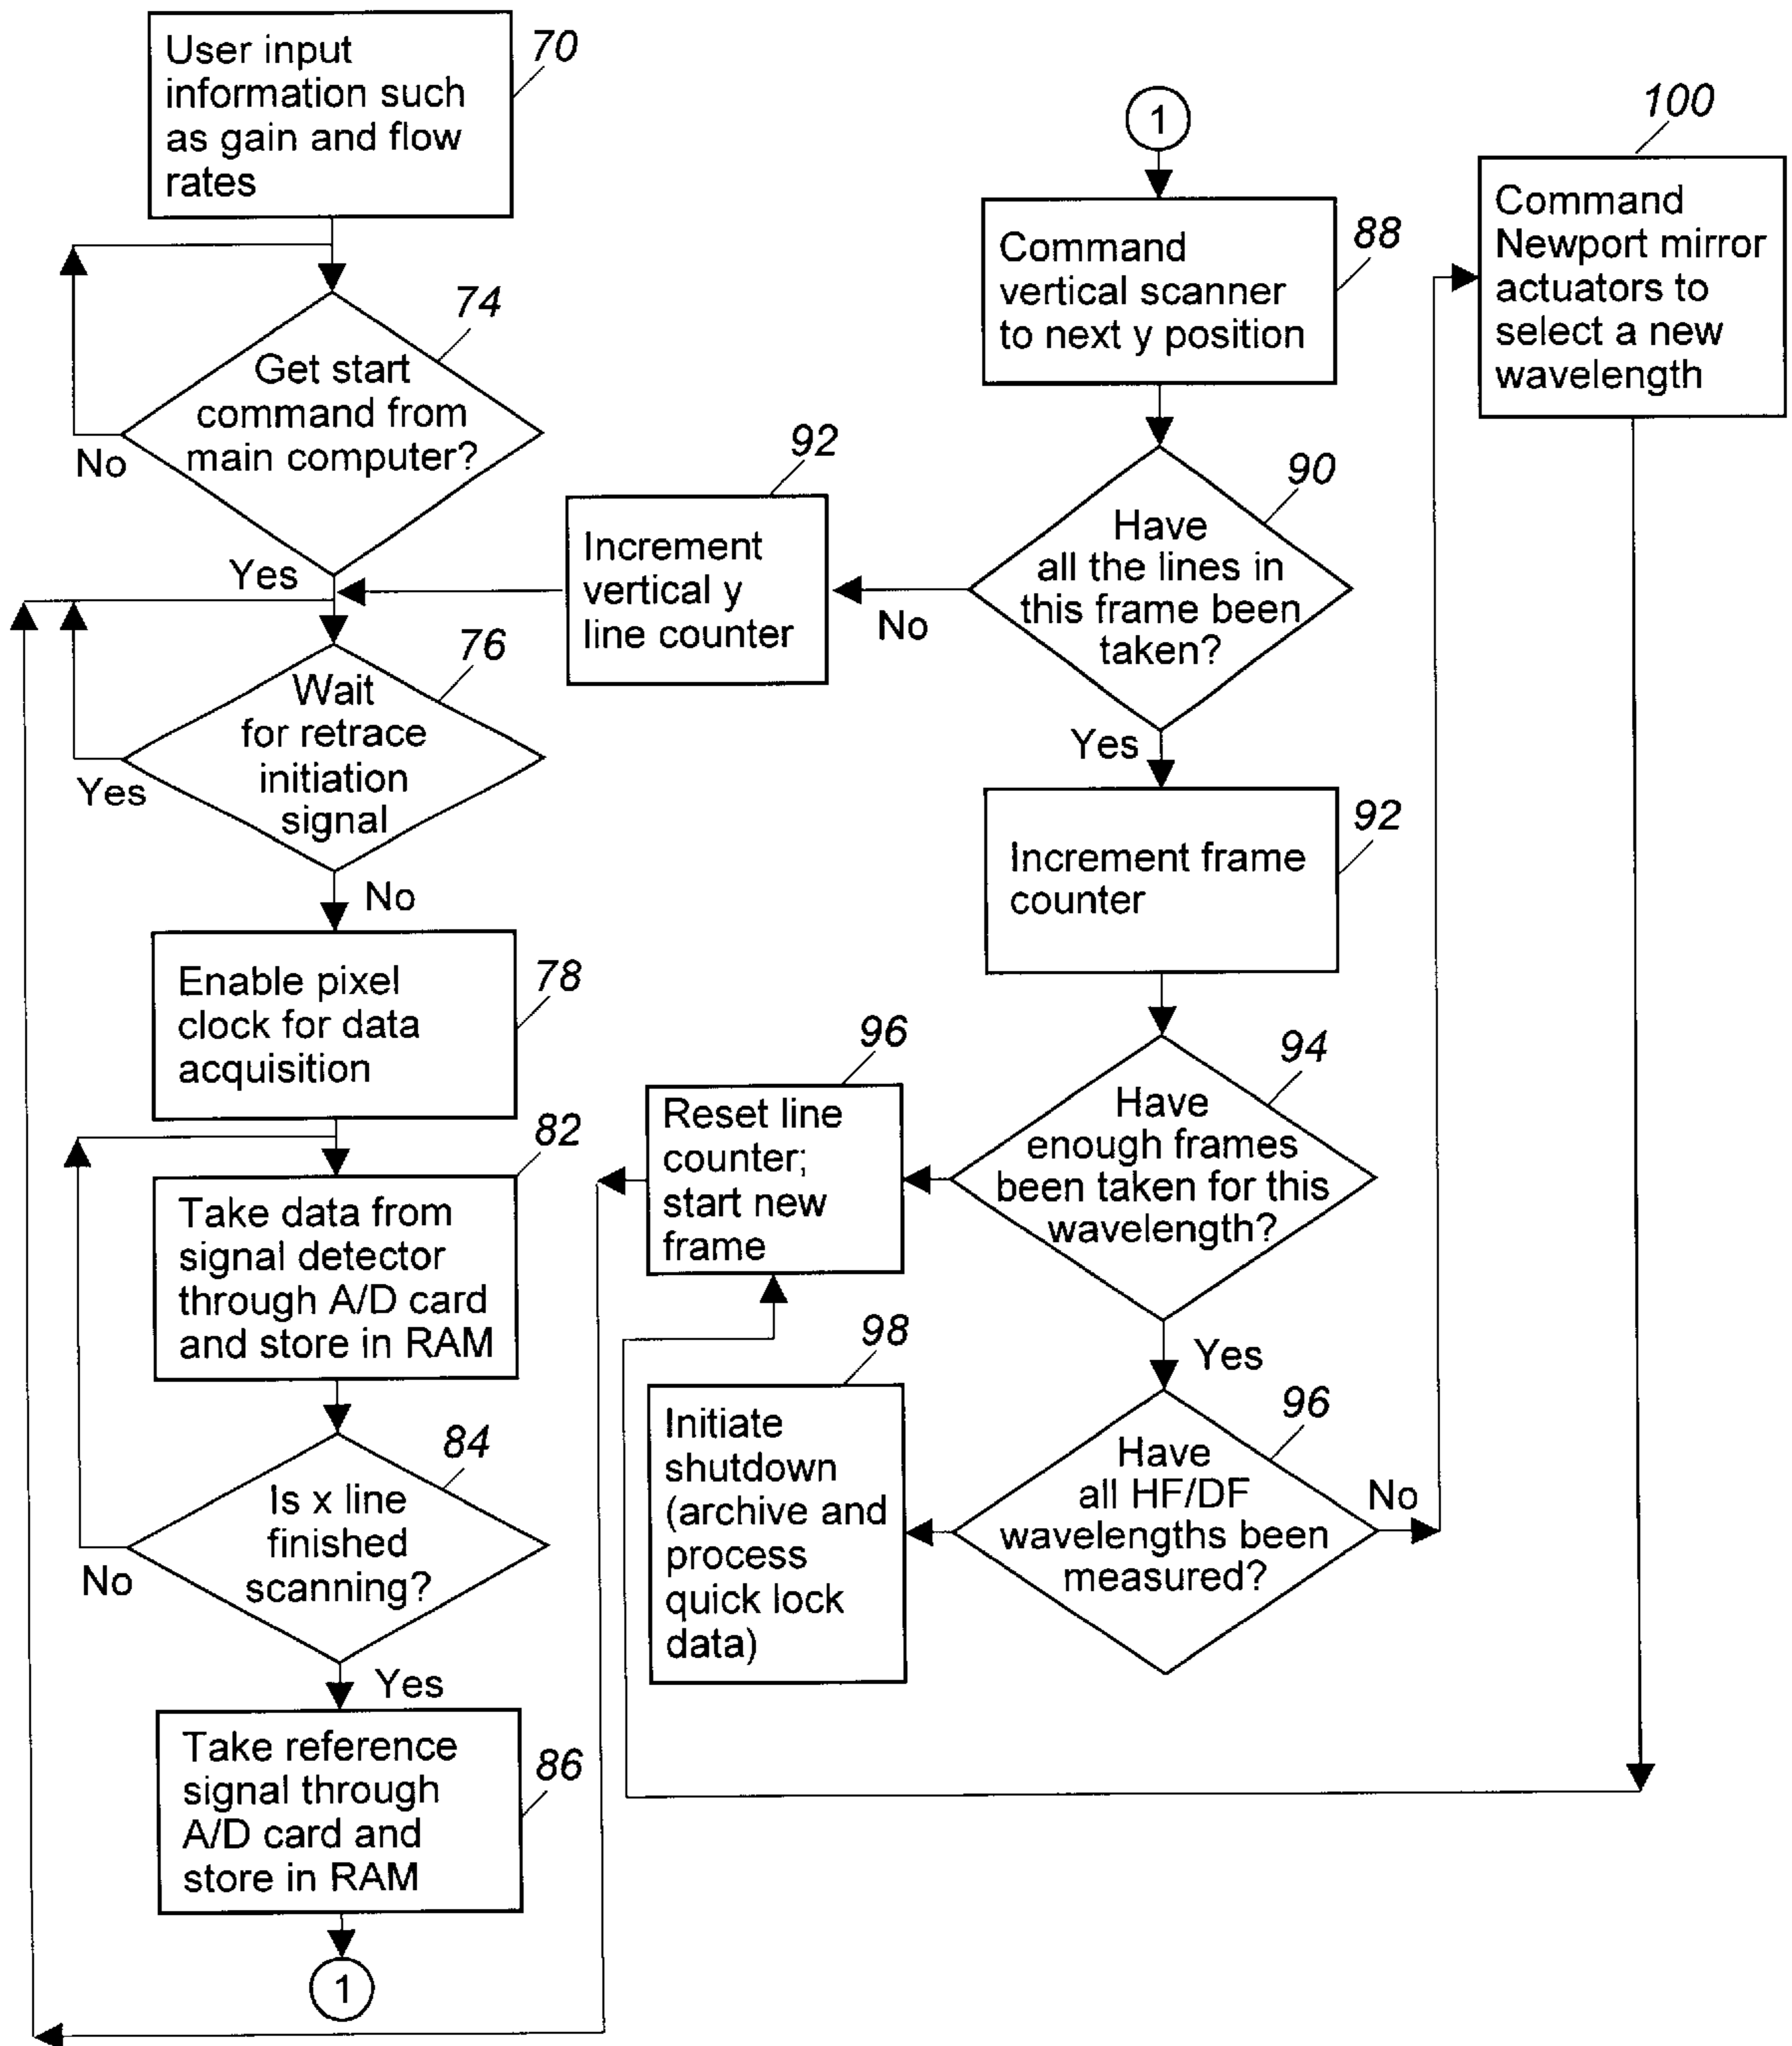 User input
information such
as gain and flow
rates
70
Get start
command from
main computer?
74
No
Yes
Wait
for retrace
initiation
signal
76
Yes
No
Enable pixel
clock for data
acquisition
78
Take data from
signal detector
through A/D card
and store in RAM
82
Is x line
finished
scanning?
84
No
Yes
Take reference
signal through
A/D card and
store in RAM
86
1
1
Command
vertical scanner
to next y position
88
Have
all the lines in
this frame been
taken?
90
No
Increment
vertical y
line counter
92
Yes
Increment frame
counter
92
Have
enough frames
been taken for this
wavelength?
94
Reset line
counter;
start new
frame
96
Yes
Have
all HF/DF
wavelengths been
measured?
96
No
Initiate
shutdown
(archive and
process
quick lock
data)
98
Command
Newport mirror
actuators to
select a new
wavelength
100